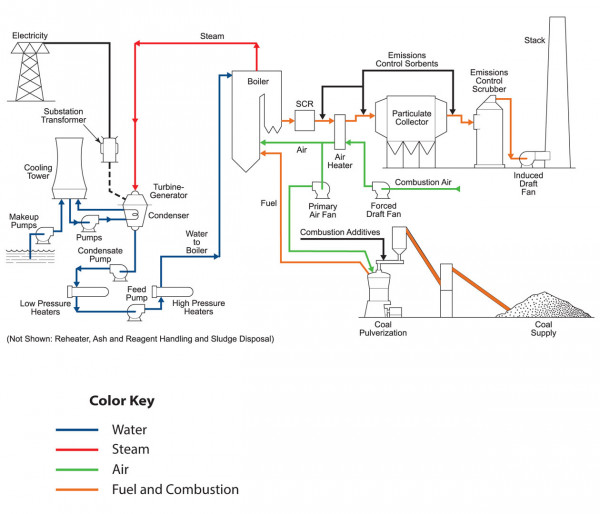 Electricity
Steam
Stack
Emissions
Control Sorbents
Emissions
Control
Scrubber
Boiler
SCR
Particulate
Collector
Substation
Transformer
Cooling
Tower
Air
Air
Heater
Turbine-
Generator
Combustion Air
Induced
Draft
Fan
Fuel
Primary
Air Fan
Forced
Draft Fan
Condenser
Makeup
Pumps
Pumps
Water
to
Boiler
Combustion Additives
Condensate
Pump
Low Pressure
Heaters
Feed
Pump
High Pressure
Heaters
Coal
Pulverization
Coal
Supply
(Not Shown: Reheater, Ash and Reagent Handling and Sludge Disposal)
Color Key
Water
Steam
Air
Fuel and Combustion